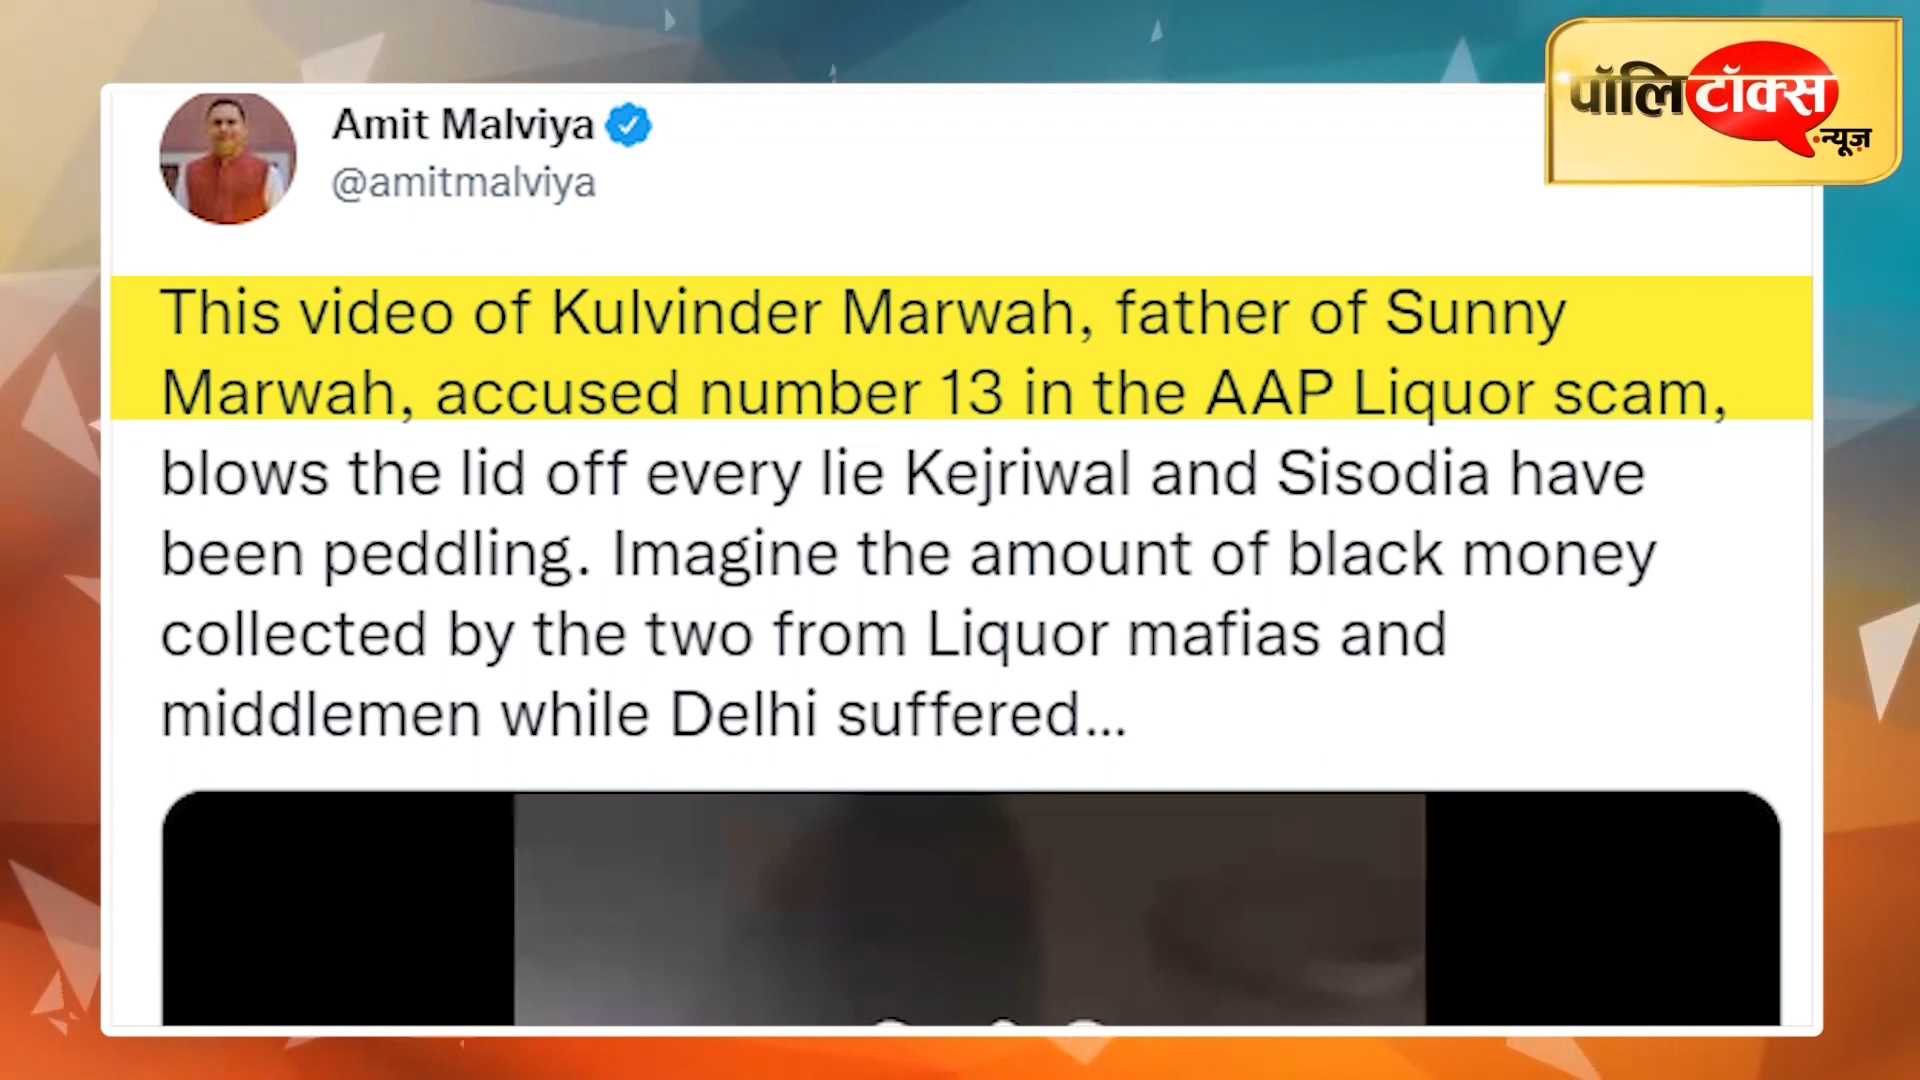 पॉलिटॉक्स
न्यूज़
Amit Malviya
@amitmalviya
This video of Kulvinder Marwah, father of Sunny
Marwah, accused number 13 in the AAP Liquor scam,
blows the lid off every lie Kejriwal and Sisodia have
been peddling. Imagine the amount of black money
collected by the two from Liquor mafias and
middlemen while Delhi suffered...